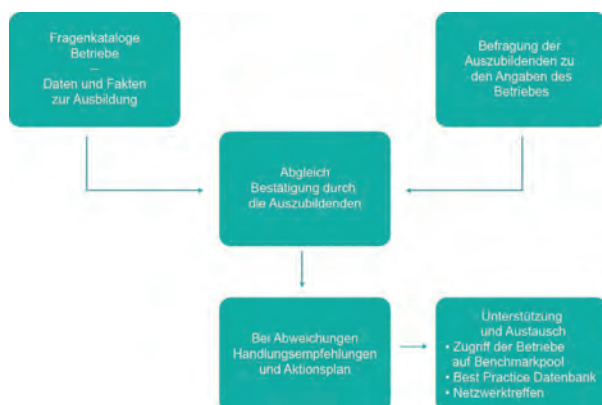 Fragenkataloge
Betriebe
–
Daten und Fakten
zur Ausbildung
Befragung der
Auszubildenden zu
den Angaben des
Betriebes
Abgleich
Bestätigung durch
die Auszubildenden
Bei Abweichungen
Handlungsempfehlungen
und Aktionsplan
Unterstützung
und Austausch
• Zugriff der Betriebe
auf Benchmarkpool
• Best Practice Datenbank
• Netzwerktreffen